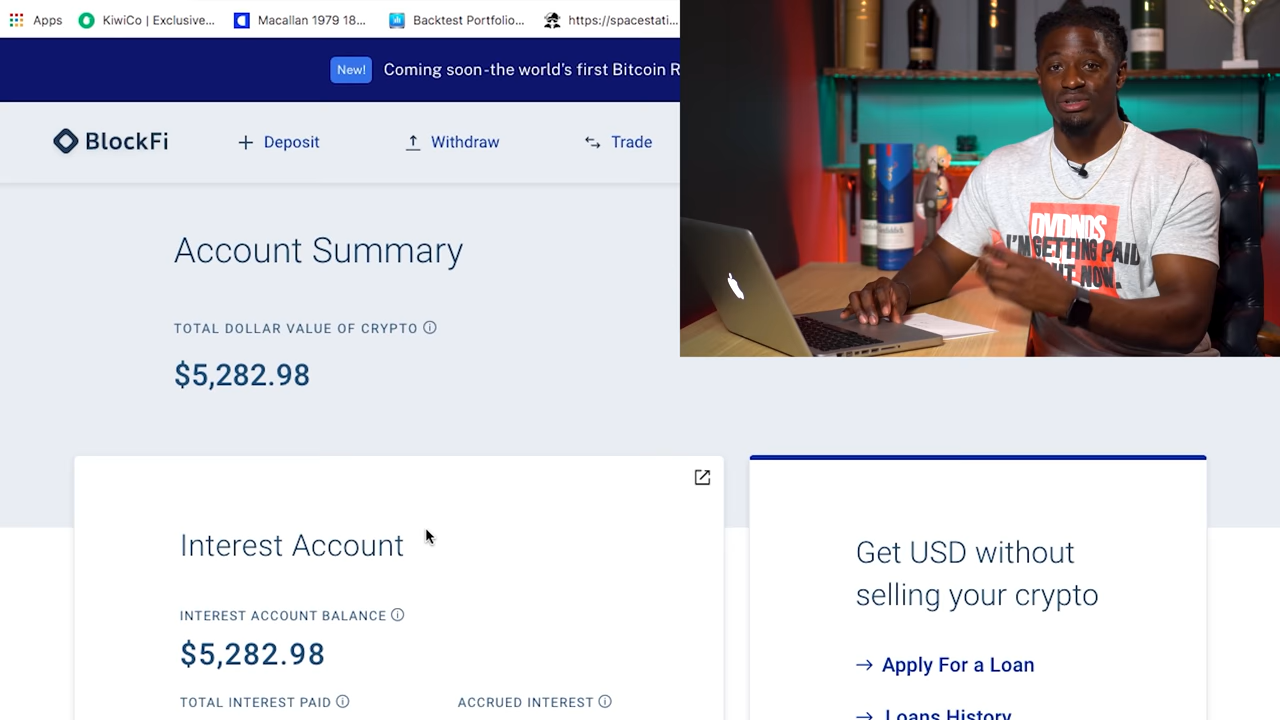 Apps
KiwiCo | Exclusive...
Macallan 1979 18...
Backtest Portfolio...
https://spacestati...
New! Coming soon-the world's first Bitcoin R
BlockFi
Deposit
Withdraw
Trade
Account Summary
TOTAL DOLLAR VALUE OF CRYPTO
$5,282.98
Interest Account
INTEREST ACCOUNT BALANCE
$5,282.98
TOTAL INTEREST PAID
ACCRUED INTEREST
Get USD without
selling your crypto
Apply For a Loan
Loans History
DVDNDS
I'M GETTING PAID
NOW.